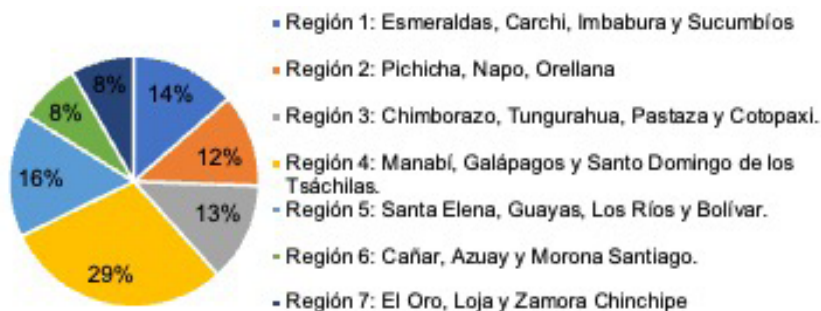 Región 1: Esmeraldas, Carchi, Imbabura y Sucumbíos
Región 2: Pichicha, Napo, Orellana
Región 3: Chimborazo, Tungurahua, Pastaza y Cotopaxi.
Región 4: Manabí, Galápagos y Santo Domingo de los
Tsáchilas.
Región 5: Santa Elena, Guayas, Los Ríos y Bolívar.
Región 6: Cañar, Azuay y Morona Santiago.
Región 7: El Oro, Loja y Zamora Chinchipe
14%
12%
13%
29%
16%
8%
8%